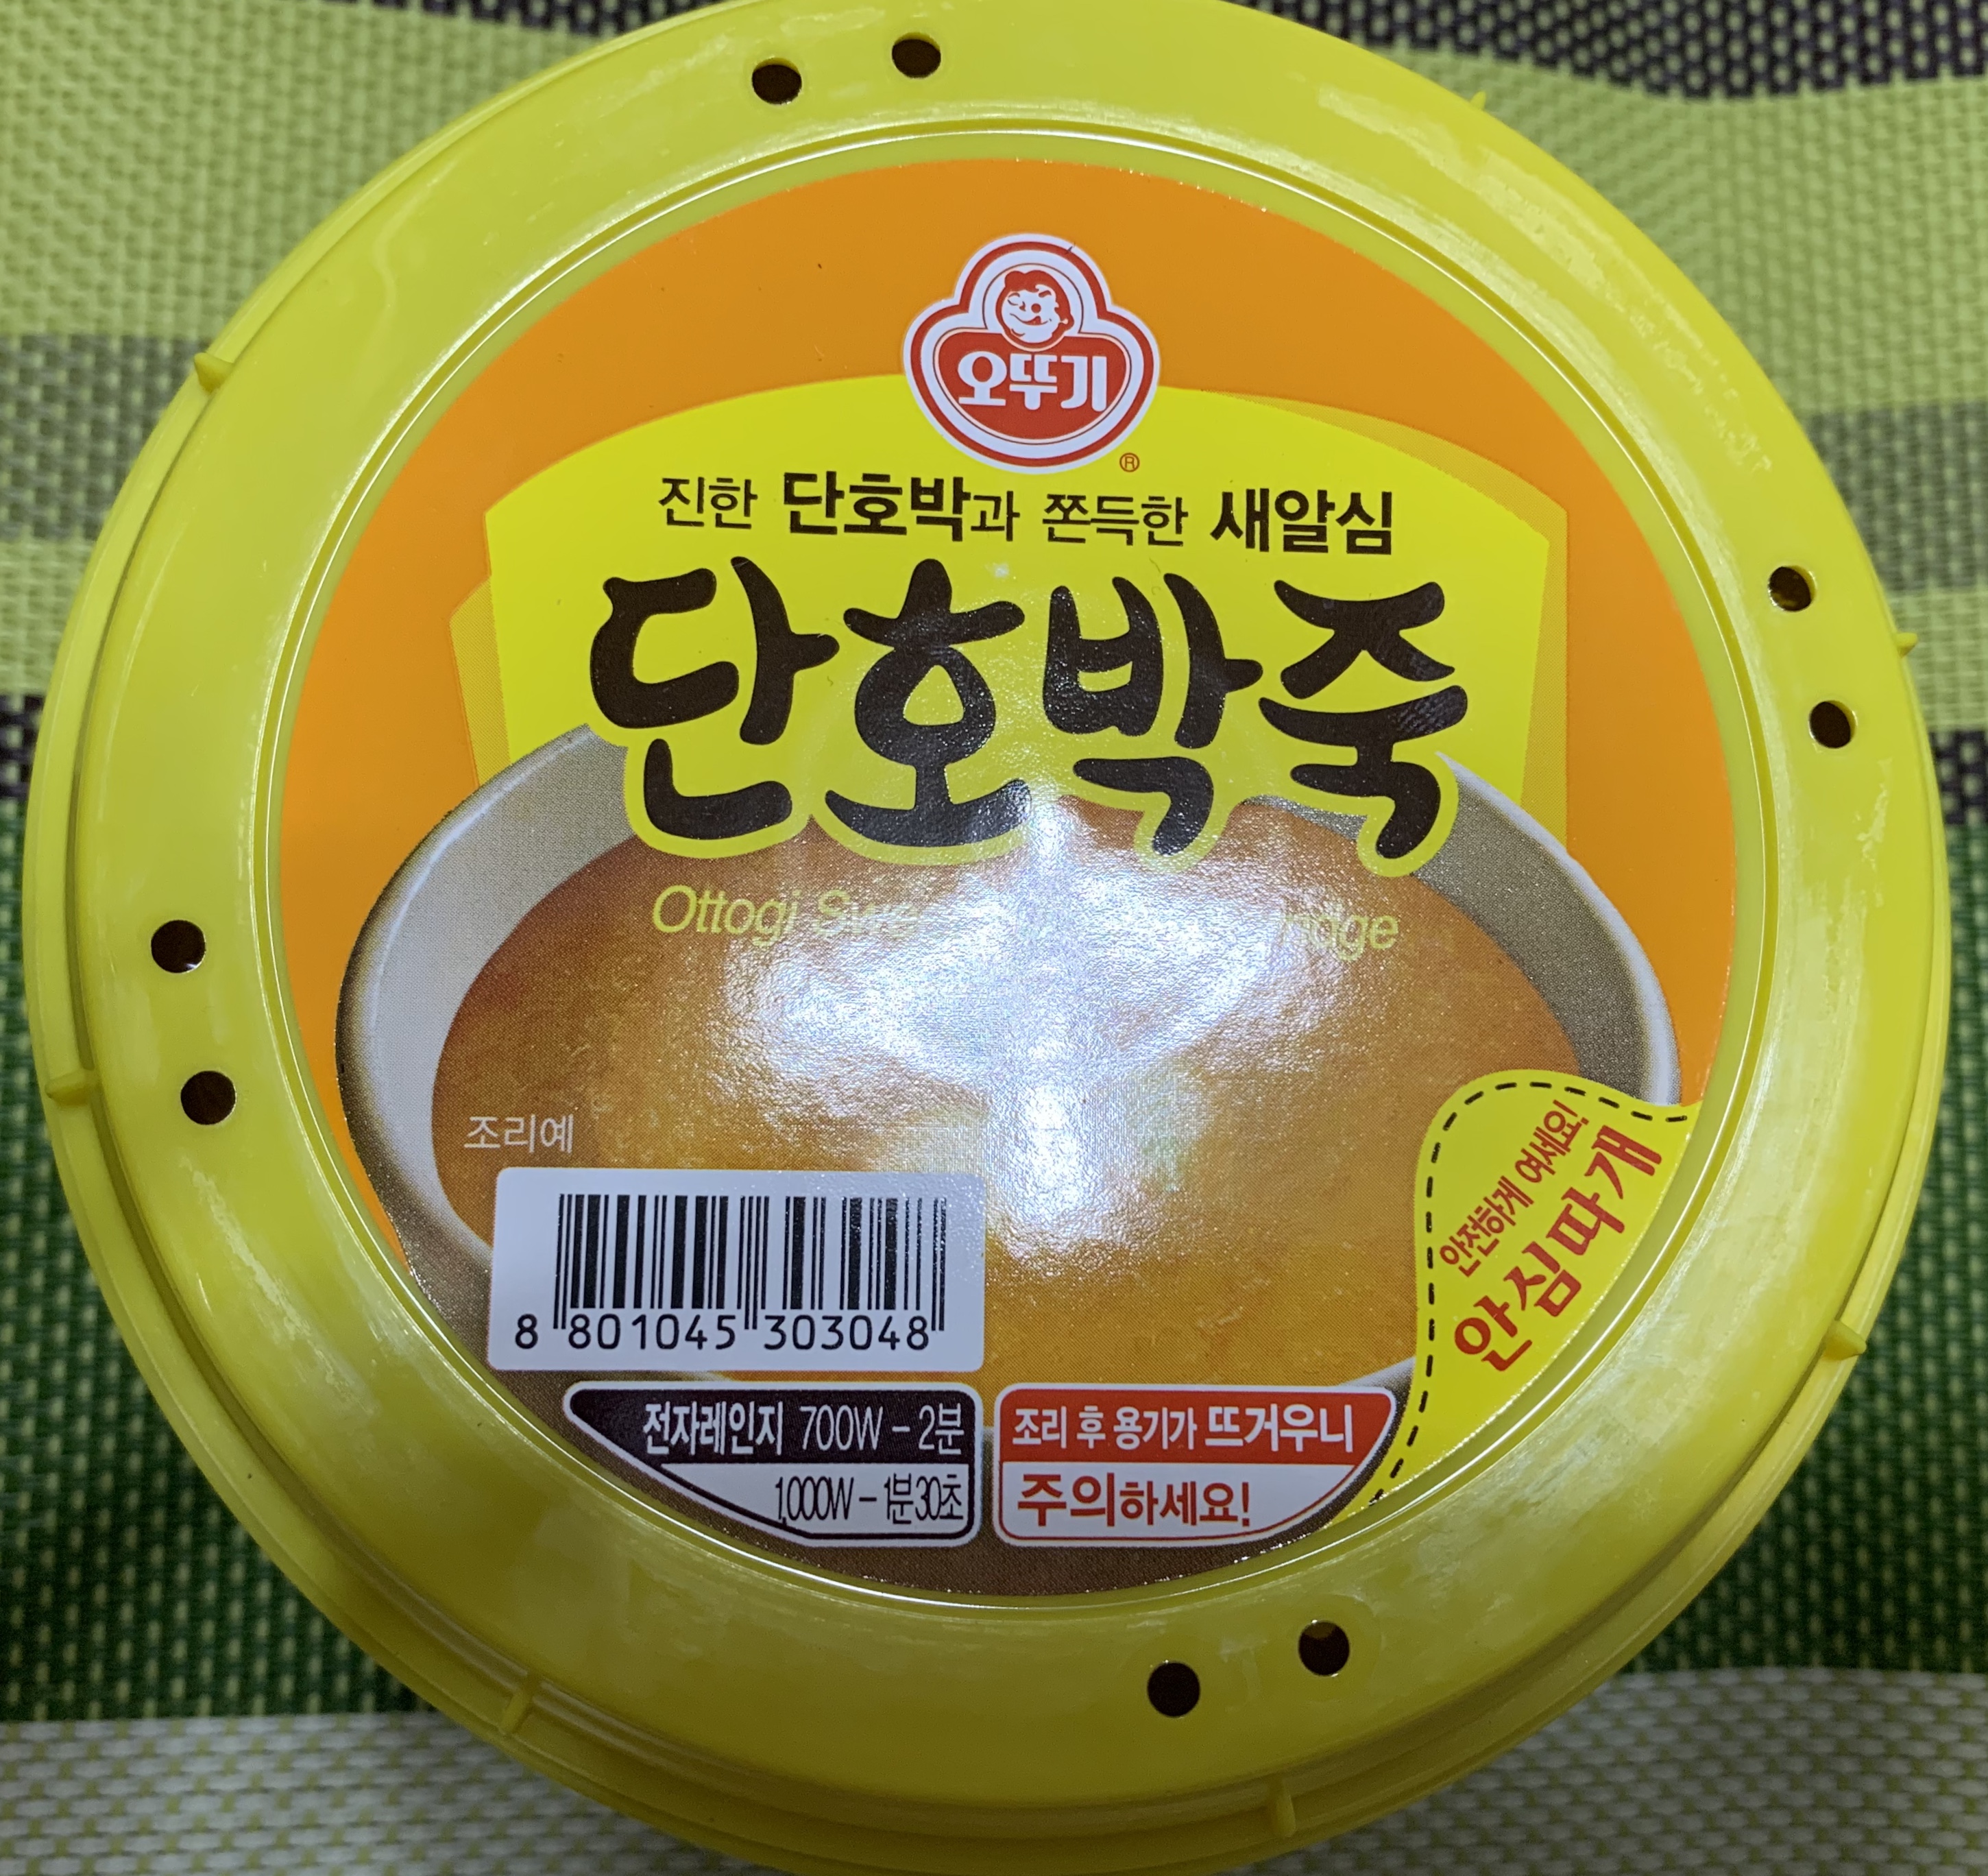 오뚜기
®
진한 단호박과 쫀득한 새알심
단호박죽
Ottogi
조리예
8 801045 303048
전자레인지 700W - 2분
1,000W - 1분30초
조리 후 용기가 뜨거우니
주의하세요!
안전하게 여세요!
안심따개